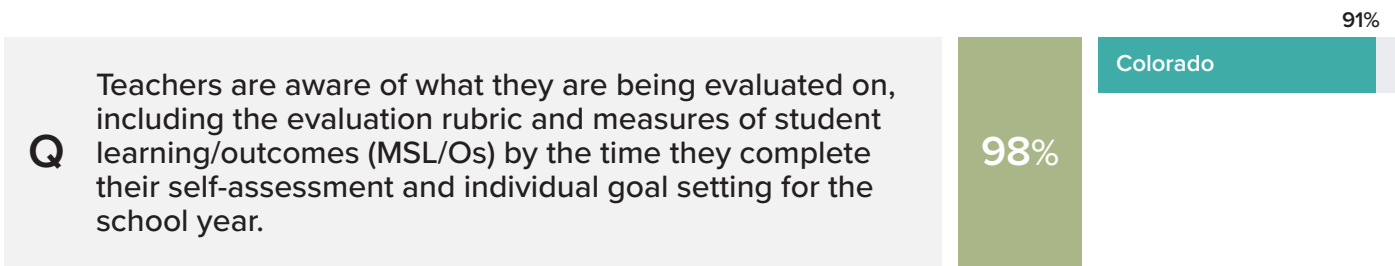 91%
Teachers are aware of what they are being evaluated on,
including the evaluation rubric and measures of student
Q learning/outcomes (MSL/Os) by the time they complete
their self-assessment and individual goal setting for the
school year.
98%
Colorado